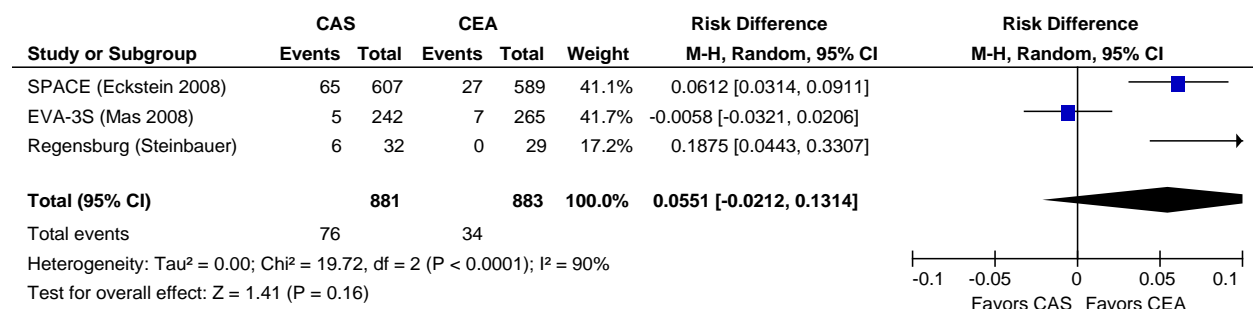 CAS CEA Risk Difference Risk Difference
Study or Subgroup Events Total Events Total Weight M-H, Random, 95% CI M-H, Random, 95% CI
SPACE (Eckstein 2008) 65 607 27 589 41.1% 0.0612 [0.0314, 0.0911]
EVA-3S (Mas 2008) 5 242 7 265 41.7% -0.0058 [-0.0321, 0.0206]
Regensburg (Steinbauer) 6 32 0 29 17.2% 0.1875 [0.0443, 0.3307]
Total (95% CI) 881 883 100.0% 0.0551 [-0.0212, 0.1314]
Total events 76 34
Heterogeneity: Tau² = 0.00; Chi² = 19.72, df = 2 (P < 0.0001); I² = 90%
Test for overall effect: Z = 1.41 (P = 0.16)
-0.1 -0.05 0 0.05 0.1
Favors CAS Favors CEA